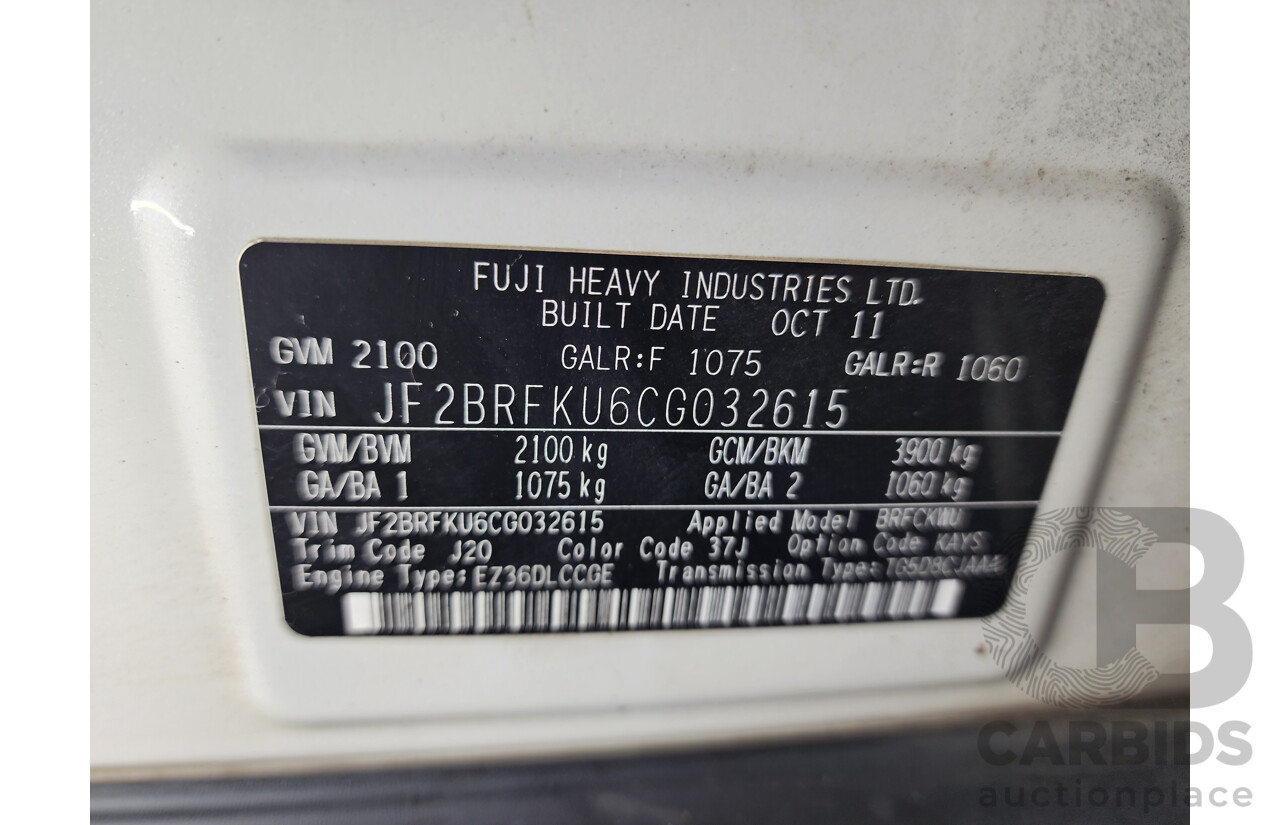 FUJI HEAVY INDUSTRIES LTD.
BUILT DATE OCT 11
GVM 2100 GALR:F 1075 GALR:R 1060
VIN JF2BRFKU6CG032615
GVM/BVM 2100 kg GCM/BKM 3900 kg
GA/BA 1 1075 kg GA/BA 2 1060 kg
VIN JF2BRFKU6CG032615 Applied Model BRFCKWU
Trim Code J20 Color Code 37J Option Code KAYS
Engine Type: EZ36DLCCGE Transmission Type: TG5D8CJAAA
CB
CARBIDS
auctionplace